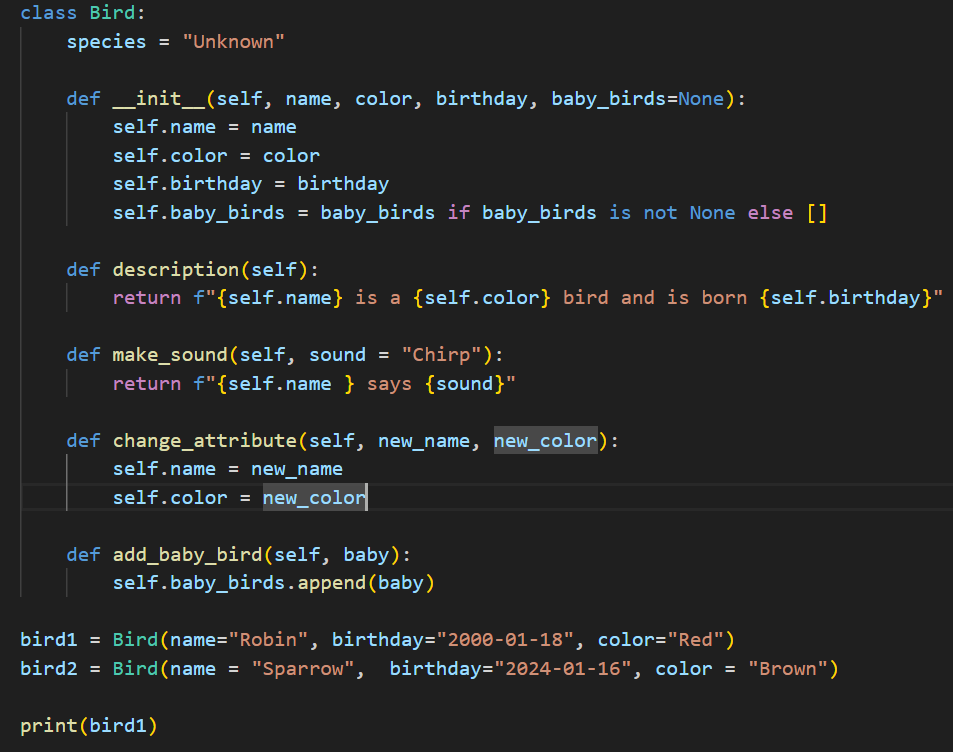 class Bird:
    species = "Unknown"

    def __init__(self, name, color, birthday, baby_birds=None):
        self.name = name
        self.color = color
        self.birthday = birthday
        self.baby_birds = baby_birds if baby_birds is not None else []

    def description(self):
        return f"{self.name} is a {self.color} bird and is born {self.birthday}"

    def make_sound(self, sound = "Chirp"):
        return f"{self.name } says {sound}"

    def change_attribute(self, new_name, new_color):
        self.name = new_name
        self.color = new_color

    def add_baby_bird(self, baby):
        self.baby_birds.append(baby)

bird1 = Bird(name="Robin", birthday="2000-01-18", color="Red")
bird2 = Bird(name = "Sparrow",  birthday="2024-01-16", color = "Brown")

print(bird1)